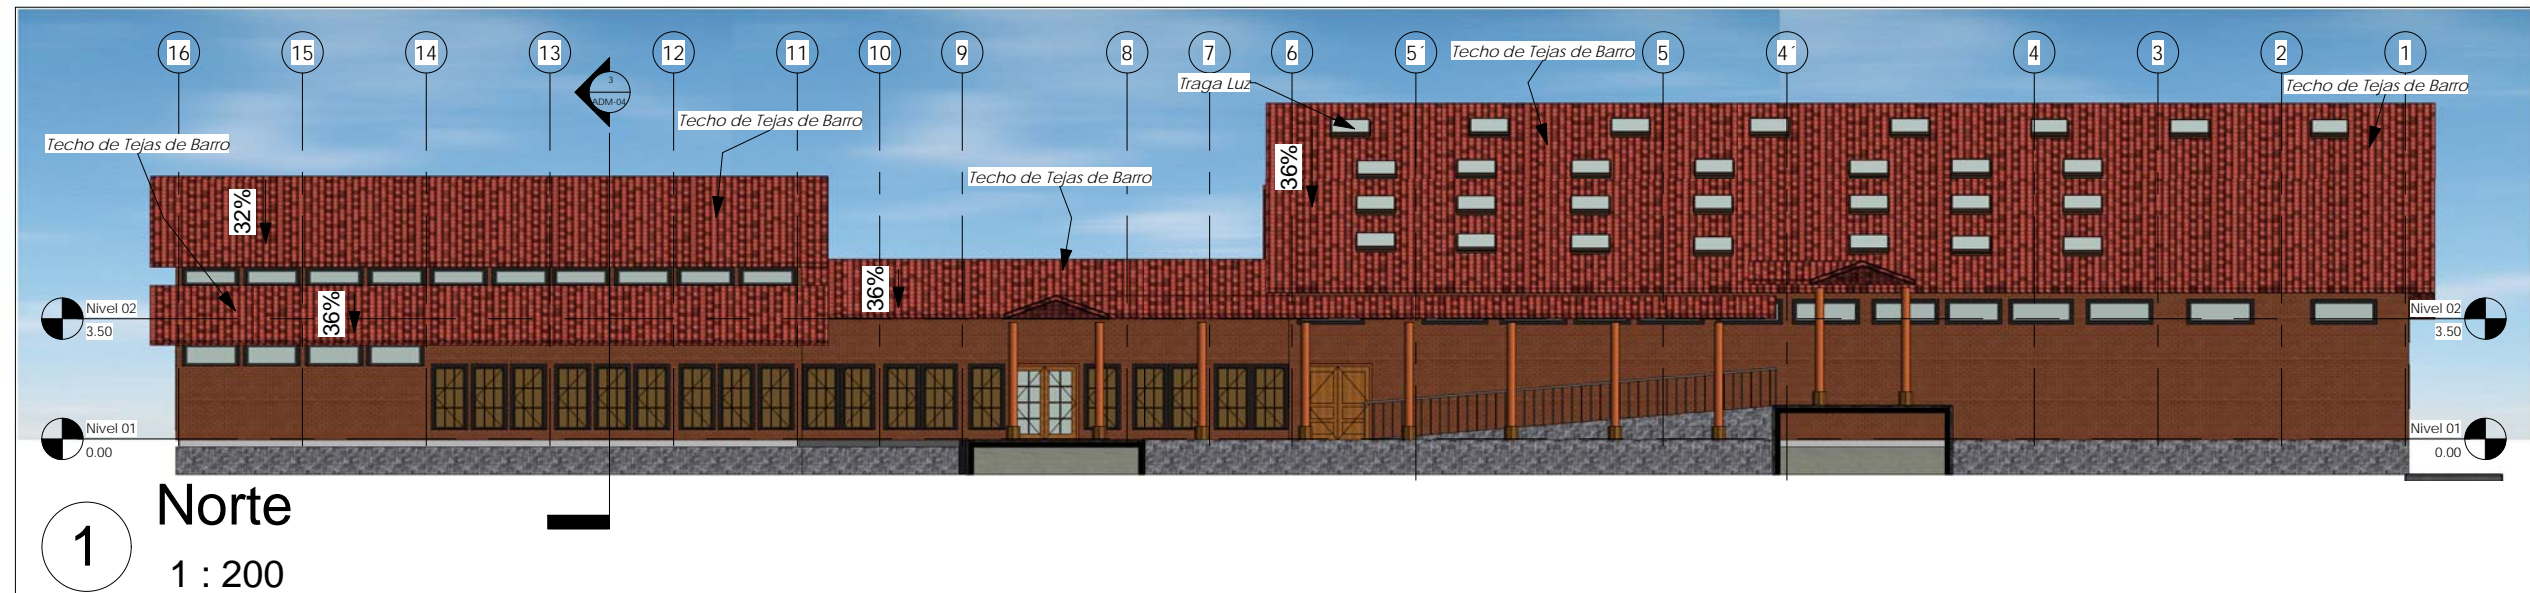 16 15 14 13 12 11 10 9 8 7 6 5´ 5 4´ 4 3 2 1
Techo de Tejas de Barro
3
ADM-04
Traga Luz
Techo de Tejas de Barro
Techo de Tejas de Barro
Techo de Tejas de Barro
Techo de Tejas de Barro
32%
36%
36%
36%
Nivel 02
3.50
Nivel 02
3.50
Nivel 01
0.00
Nivel 01
0.00
1
Norte
1 : 200